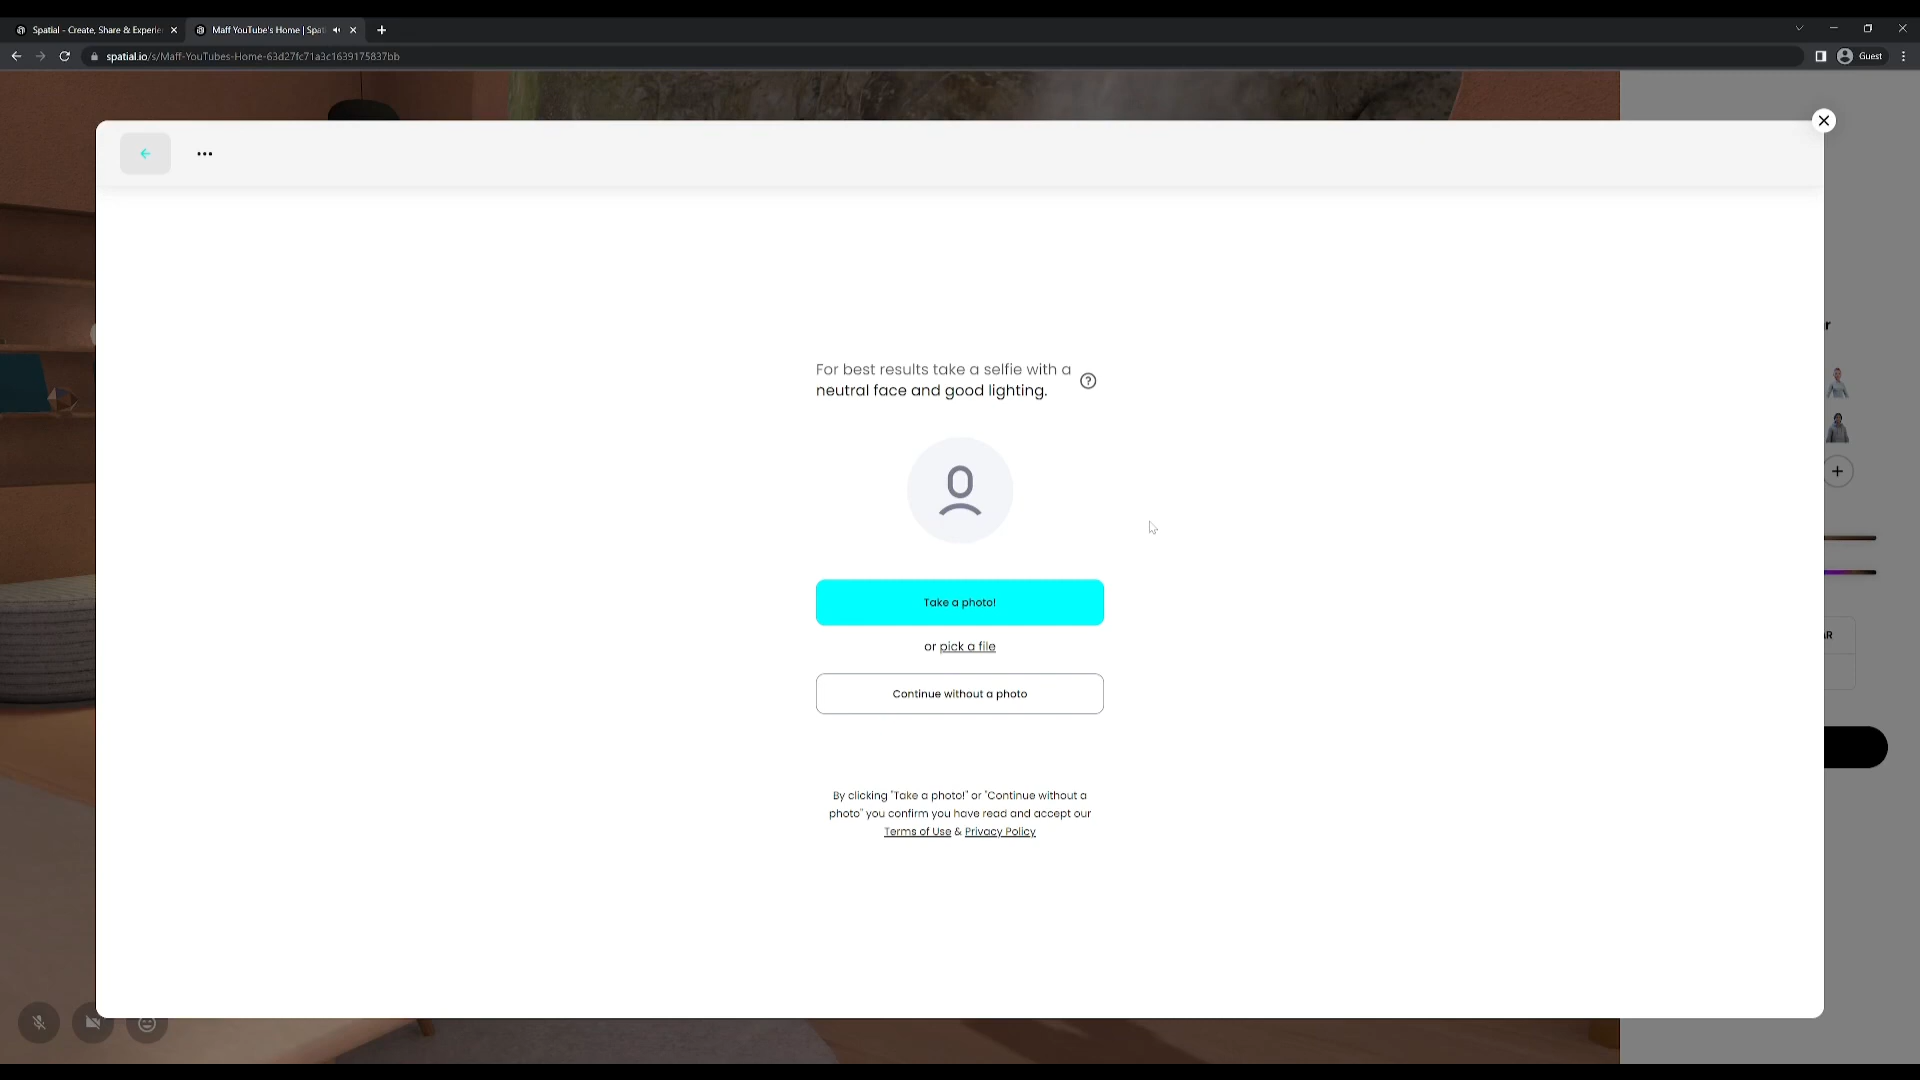 Spatial - Create, Share & Experie
Maff YouTube's Home | Spati
spatial.io/s/Maff-YouTubes-Home-63d27fc71a3c1639175837bb
Guest
For best results take a selfie with a
neutral face and good lighting.
Take a photo!
or pick a file
Continue without a photo
By clicking "Take a photo!" or "Continue without a
photo" you confirm you have read and accept our
Terms of Use & Privacy Policy
r
AR